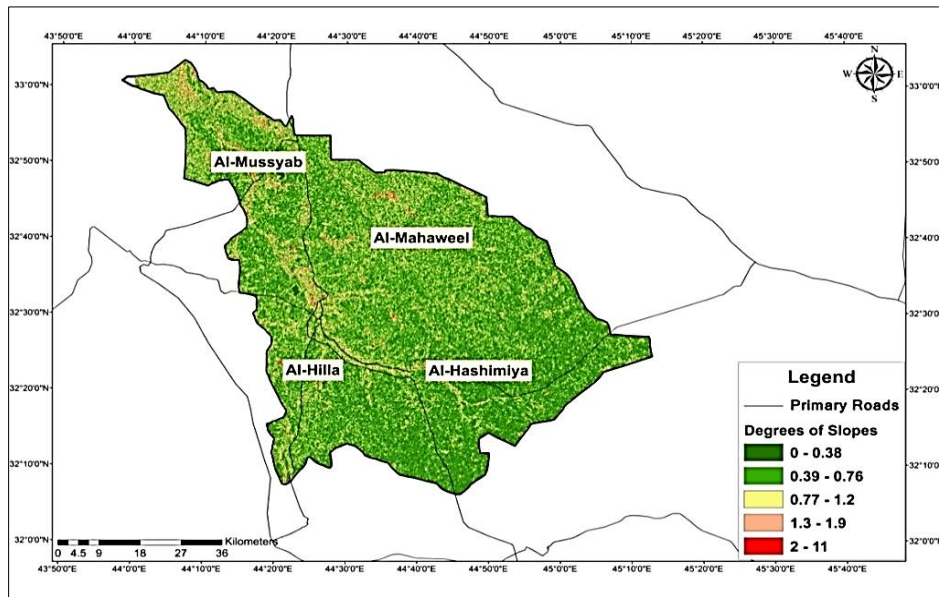 43°50'0"E 44°0'0"E 44°10'0"E 44°20'0"E 44°30'0"E 44°40'0"E 44°50'0"E 45°0'0"E 45°10'0"E 45°20'0"E 45°30'0"E 45°40'0"E
N
W E
S
33°0'0"N 33°0'0"N
32°50'0"N 32°50'0"N
32°40'0"N 32°40'0"N
32°30'0"N 32°30'0"N
32°20'0"N 32°20'0"N
32°10'0"N 32°10'0"N
32°0'0"N 32°0'0"N
Al-Mussyab
Al-Mahaweel
Al-Hilla
Al-Hashimiya
Legend
Primary Roads
Degrees of Slopes
0 - 0.38
0.39 - 0.76
0.77 - 1.2
1.3 - 1.9
2 - 11
Kilometers
0 4.5 9 18 27 36
43°50'0"E 44°0'0"E 44°10'0"E 44°20'0"E 44°30'0"E 44°40'0"E 44°50'0"E 45°0'0"E 45°10'0"E 45°20'0"E 45°30'0"E 45°40'0"E